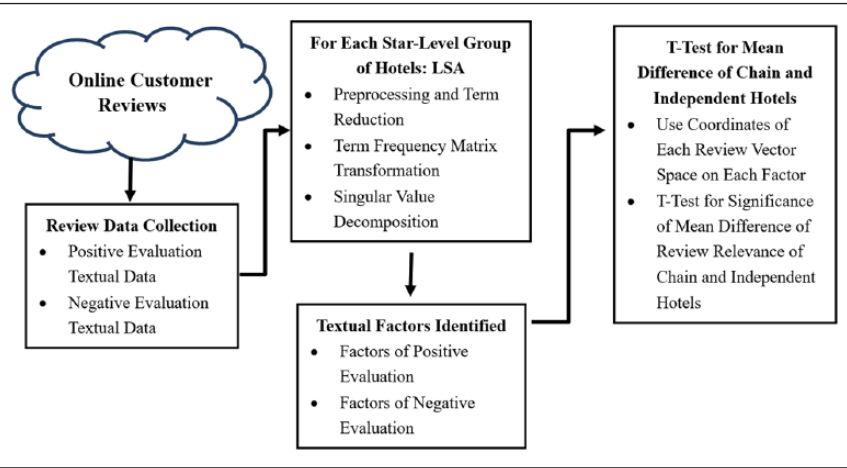 Online Customer
Reviews
Review Data Collection
• Positive Evaluation
Textual Data
• Negative Evaluation
Textual Data
For Each Star-Level Group
of Hotels: LSA
• Preprocessing and Term
Reduction
• Term Frequency Matrix
Transformation
• Singular Value
Decomposition
Textual Factors Identified
• Factors of Positive
Evaluation
• Factors of Negative
Evaluation
T-Test for Mean
Difference of Chain and
Independent Hotels
• Use Coordinates of
Each Review Vector
Space on Each Factor
• T-Test for Significance
of Mean Difference of
Review Relevance of
Chain and Independent
Hotels